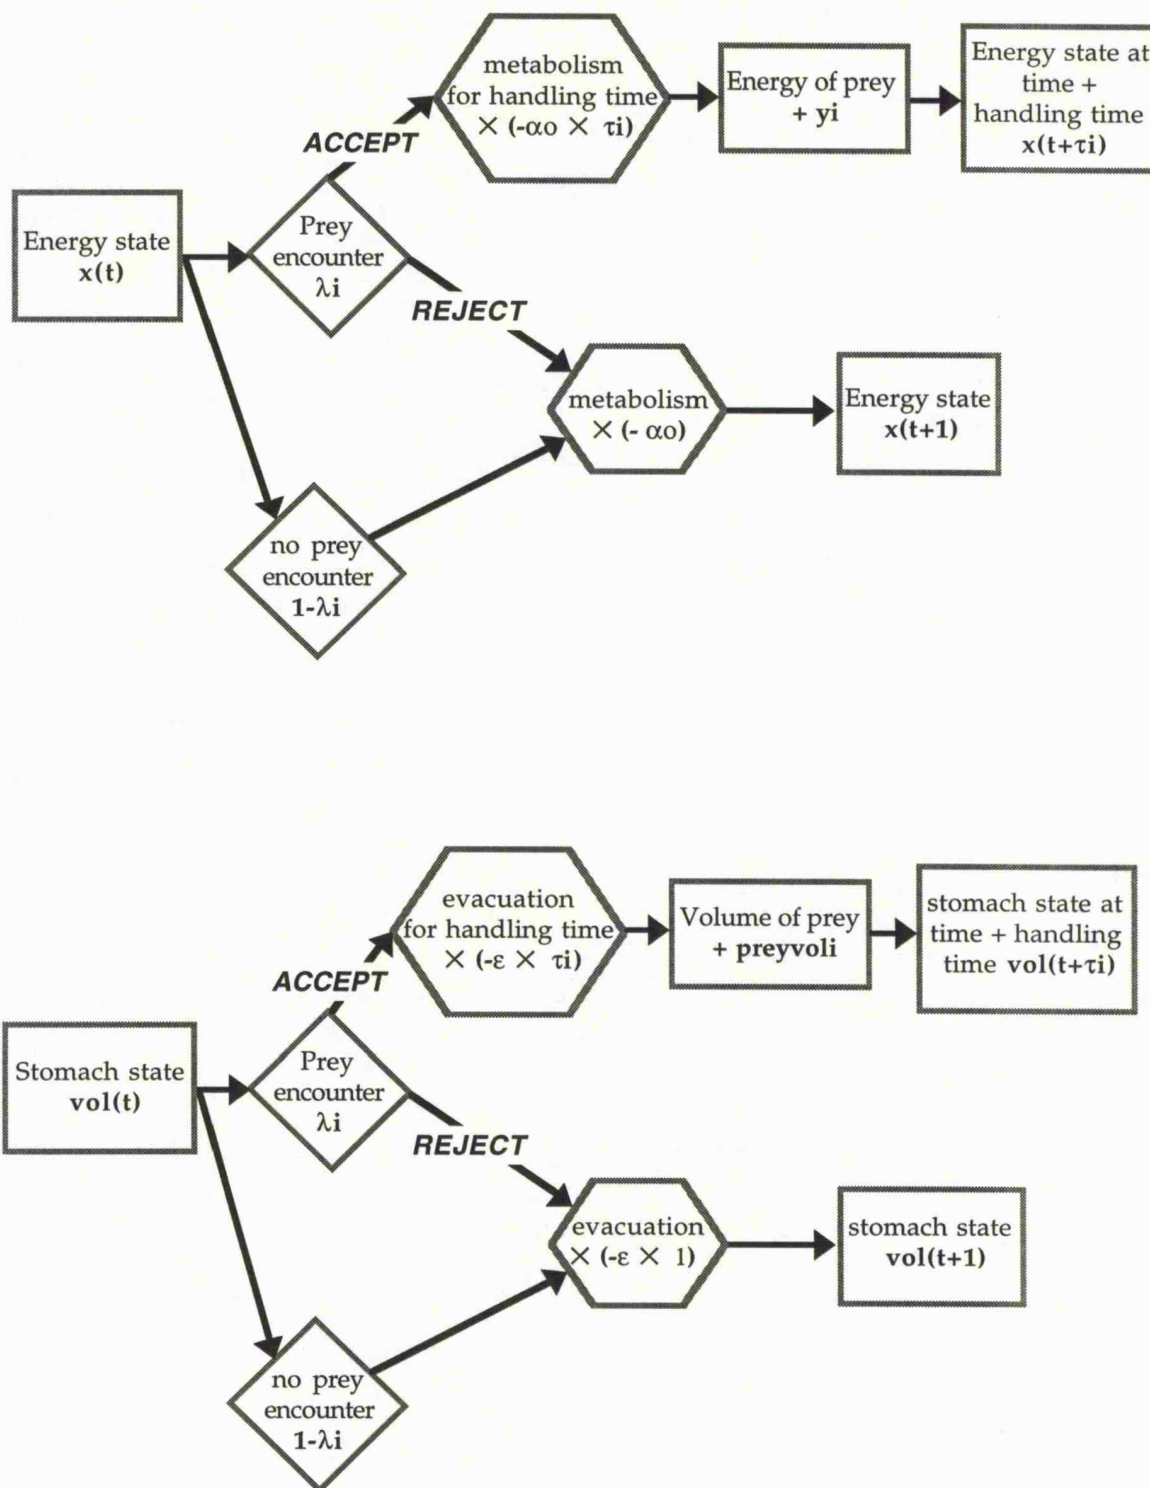 metabolism
for handling time
× (-αo × τi)
Energy of prey
+ yi
Energy state at
time +
handling time
x(t+τi)
ACCEPT
Energy state
x(t)
Prey
encounter
λi
REJECT
metabolism
× (- αo)
Energy state
x(t+1)
no prey
encounter
1-λi
evacuation
for handling time
× (-ε × τi)
Volume of prey
+ preyvoli
stomach state at
time + handling
time vol(t+τi)
ACCEPT
Stomach state
vol(t)
Prey
encounter
λi
REJECT
evacuation
× (-ε × 1)
stomach state
vol(t+1)
no prey
encounter
1-λi